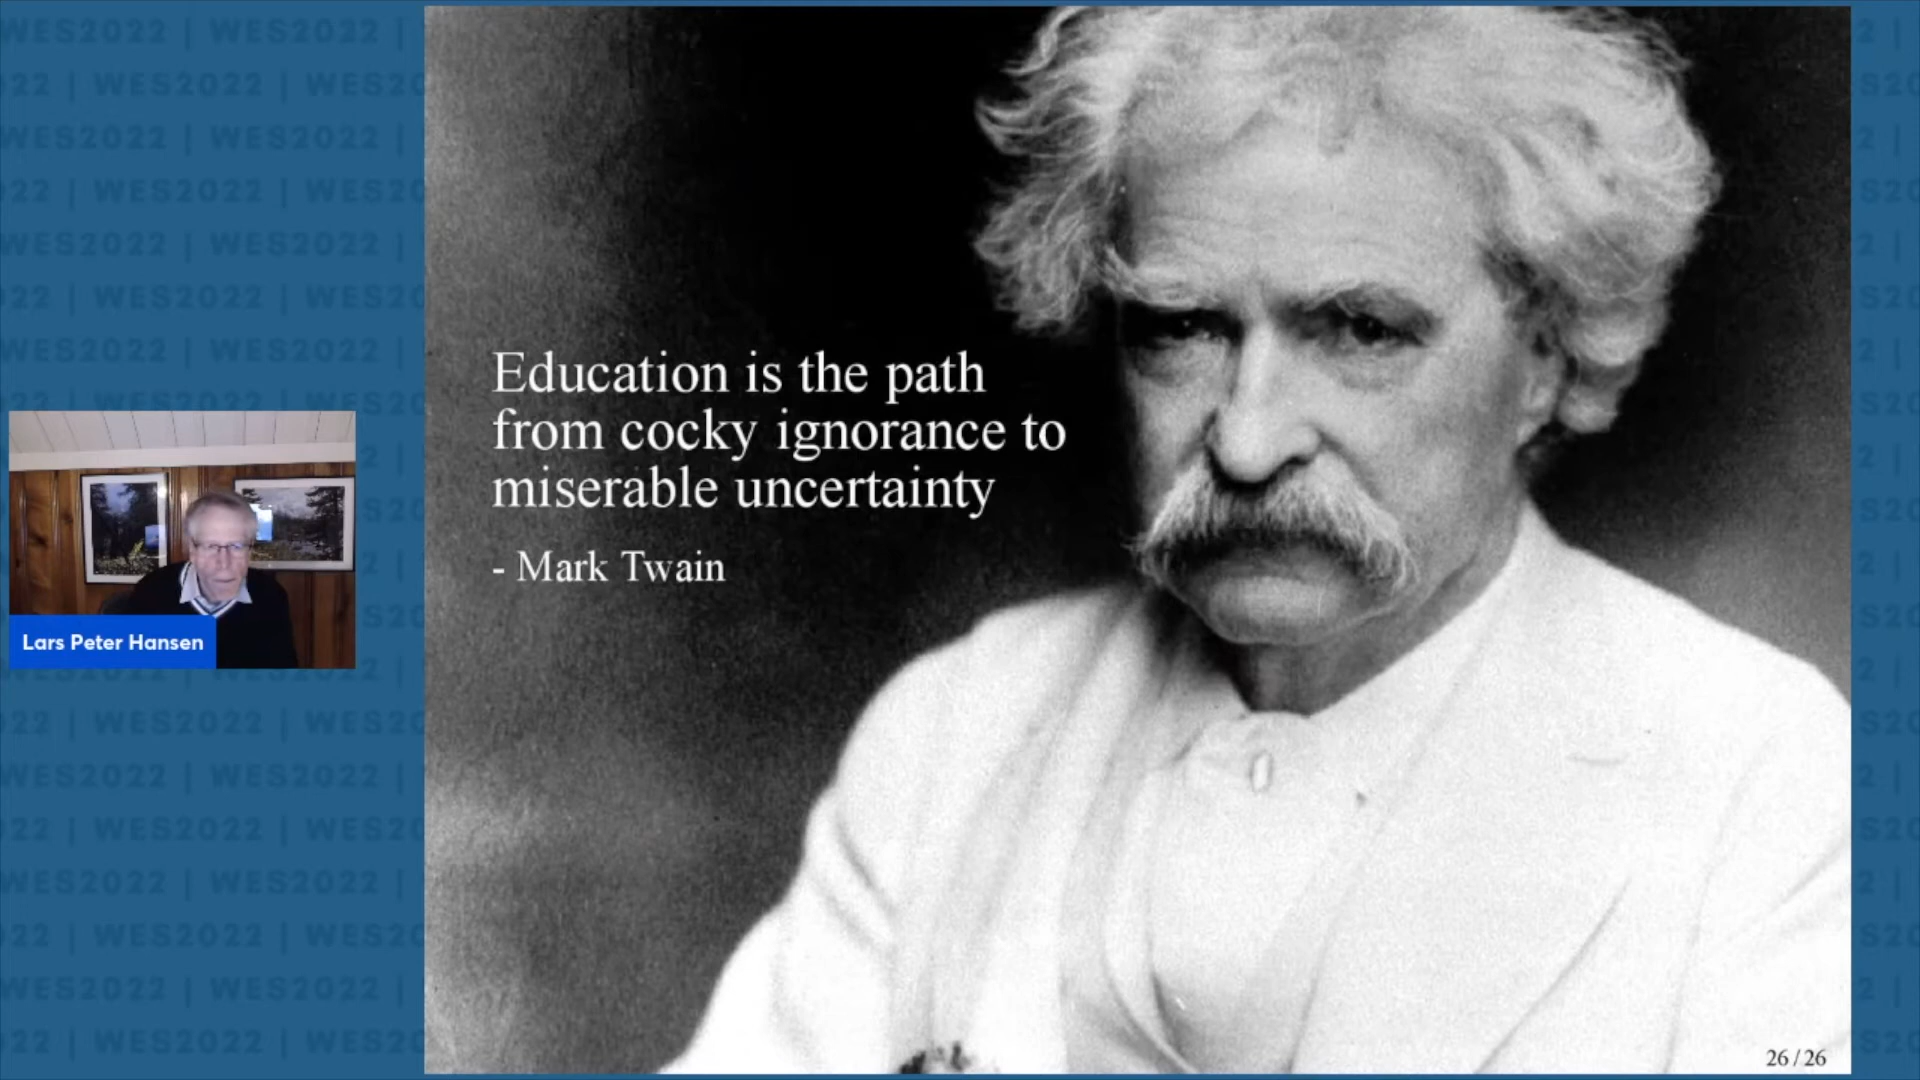 WES2022 | WES2022 |
Education is the path
from cocky ignorance to
miserable uncertainty
- Mark Twain
Lars Peter Hansen
26 / 26